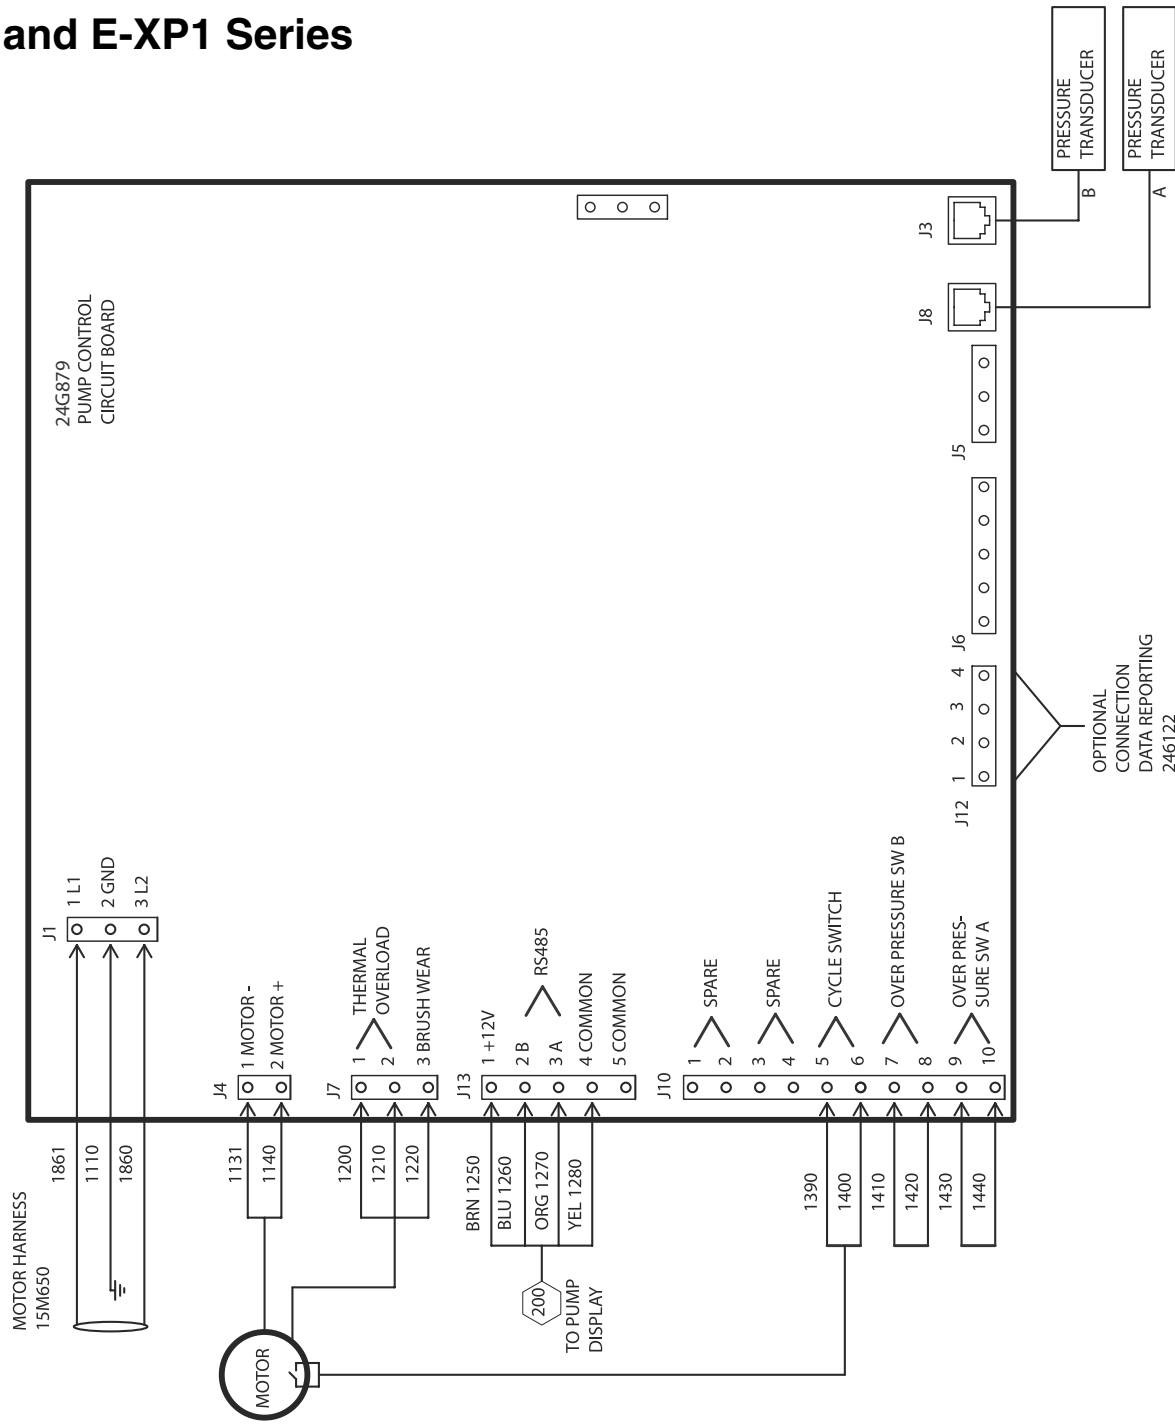 and E-XP1 Series
MOTOR HARNESS
15M650
1861
1110
1860
J1
1 L1
2 GND
3 L2
24G879
PUMP CONTROL
CIRCUIT BOARD
MOTOR
1131
1140
J4
1 MOTOR -
2 MOTOR +
1200
1210
1220
J7
1
2
3 BRUSH WEAR
THERMAL
OVERLOAD
BRN 1250
BLU 1260
ORG 1270
YEL 1280
200
TO PUMP
DISPLAY
J13
1 +12V
2 B
3 A
4 COMMON
5 COMMON
RS485
1390
1400
1410
1420
1430
1440
J10
1
2
3
4
5
6
7
8
9
10
SPARE
SPARE
CYCLE SWITCH
OVER PRESSURE SW B
OVER PRES-
SURE SW A
J12
1
2
3
4
OPTIONAL
CONNECTION
DATA REPORTING
246122
J6
J5
J8
J3
B
PRESSURE
TRANSDUCER
A
PRESSURE
TRANSDUCER